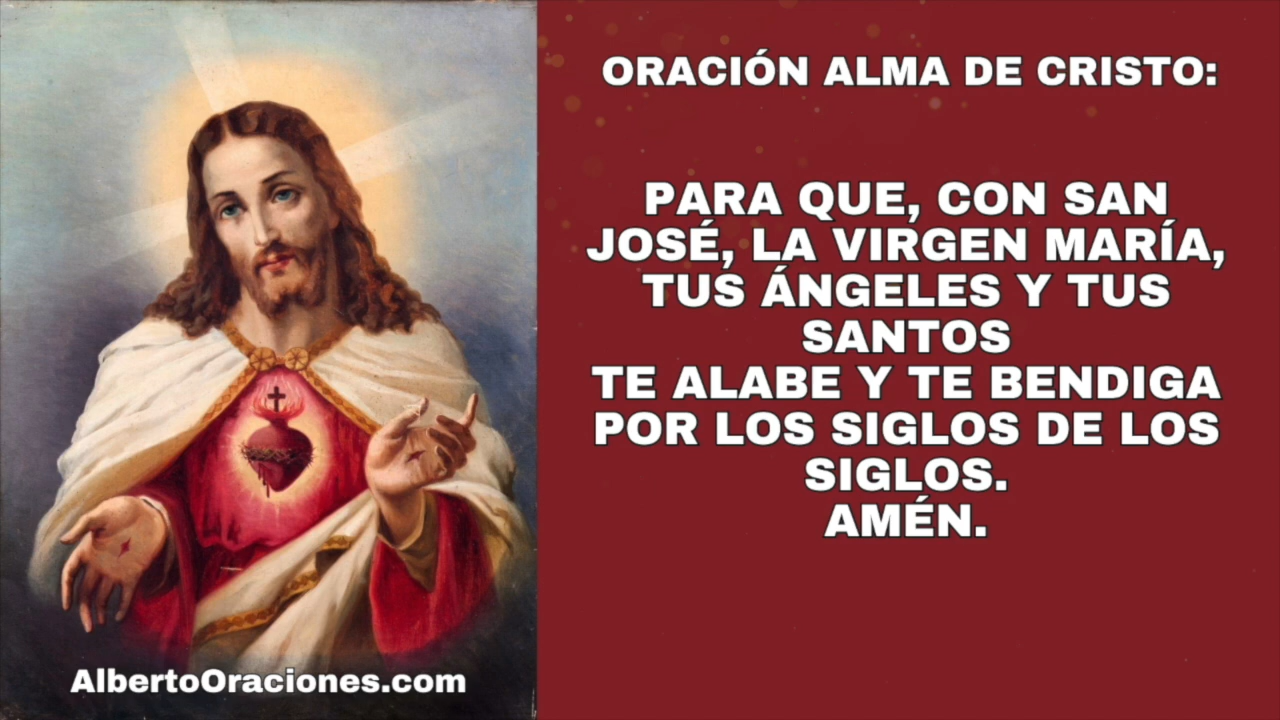 ORACIÓN ALMA DE CRISTO:
PARA QUE, CON SAN
JOSÉ, LA VIRGEN MARÍA,
TUS ÁNGELES Y TUS
SANTOS
TE ALABE Y TE BENDIGA
POR LOS SIGLOS DE LOS
SIGLOS.
AMÉN.
AlbertoOraciones.com